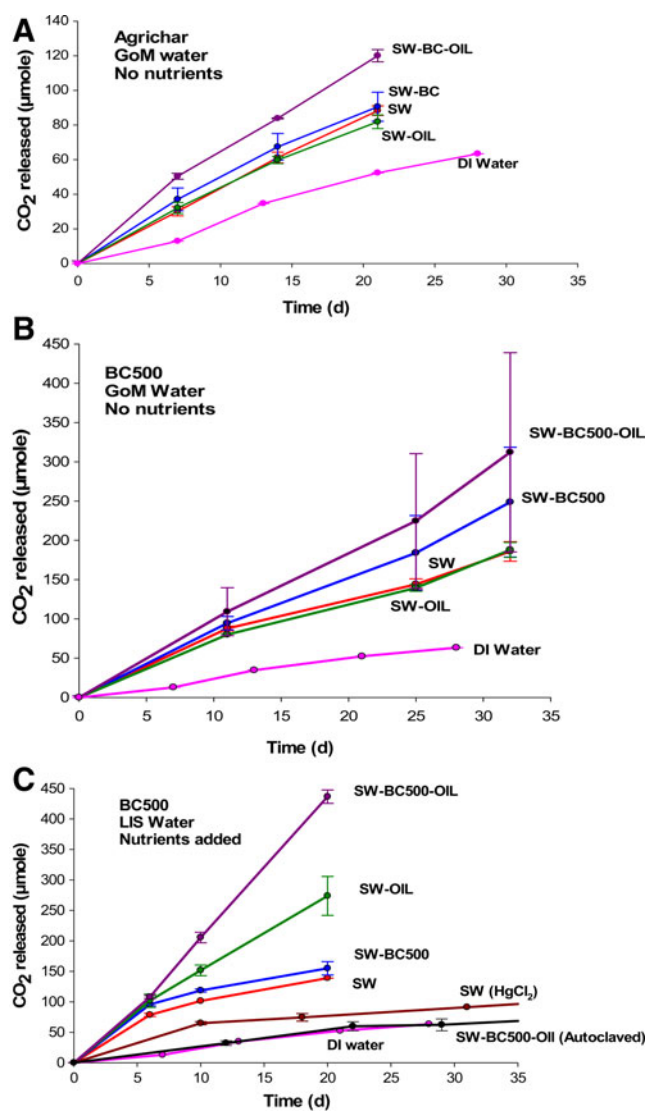 A
Agrichar
GoM water
No nutrients
CO2 released (μmole)
140
120
100
80
60
40
20
0
SW-BC-OIL
SW-BC
SW
SW-OIL
DI Water
0 5 10 15 20 25 30 35
Time (d)
B
BC500
GoM Water
No nutrients
CO2 released (μmole)
450
400
350
300
250
200
150
100
50
0
SW-BC500-OIL
SW-BC500
SW
SW-OIL
DI Water
0 5 10 15 20 25 30 35
Time (d)
C
BC500
LIS Water
Nutrients added
CO2 released (μmole)
450
400
350
300
250
200
150
100
50
0
SW-BC500-OIL
SW-OIL
SW-BC500
SW
SW (HgCl2)
DI water
SW-BC500-OIl (Autoclaved)
0 5 10 15 20 25 30 35
Time (d)